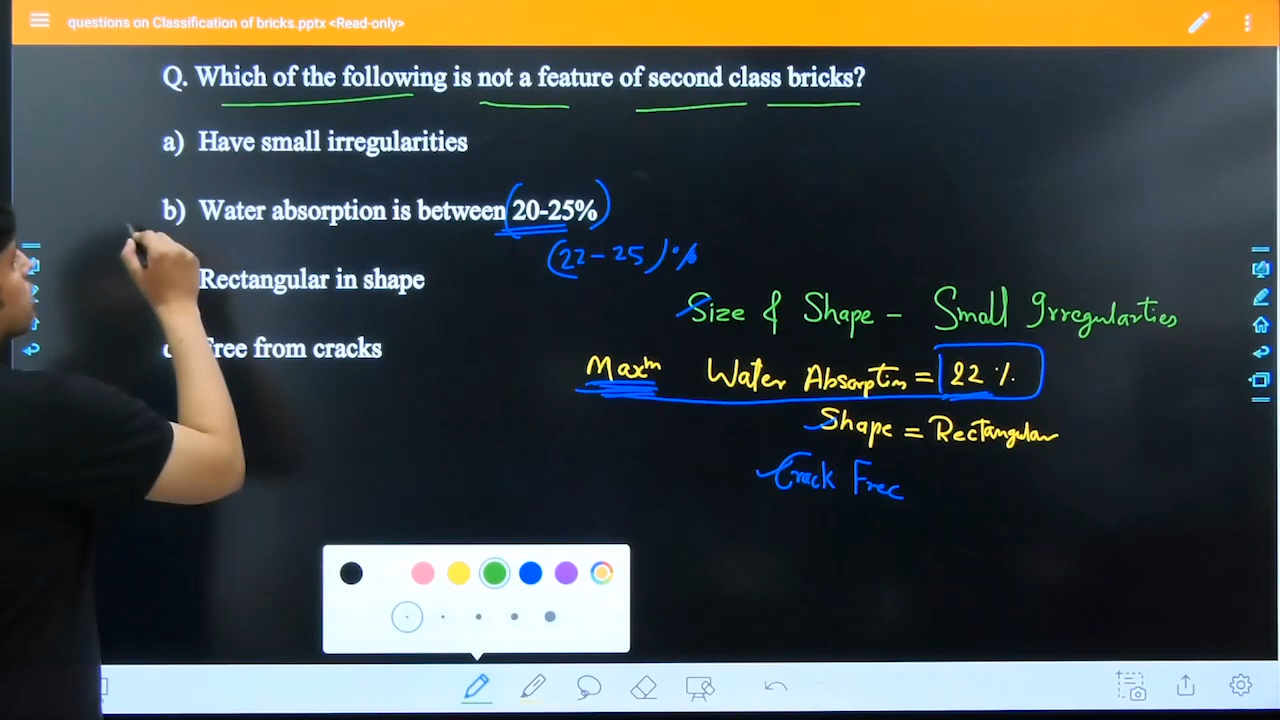 questions on Classification of bricks.pptx <Read-only>
Q. Which of the following is not a feature of second class bricks?
a) Have small irregularities
b) Water absorption is between 20-25%
(22-25)%
Rectangular in shape
Free from cracks
Size & Shape - Small Irregularties
Maxm Water Absorptin = 22 %.
Shape = Rectangular
Crack Free